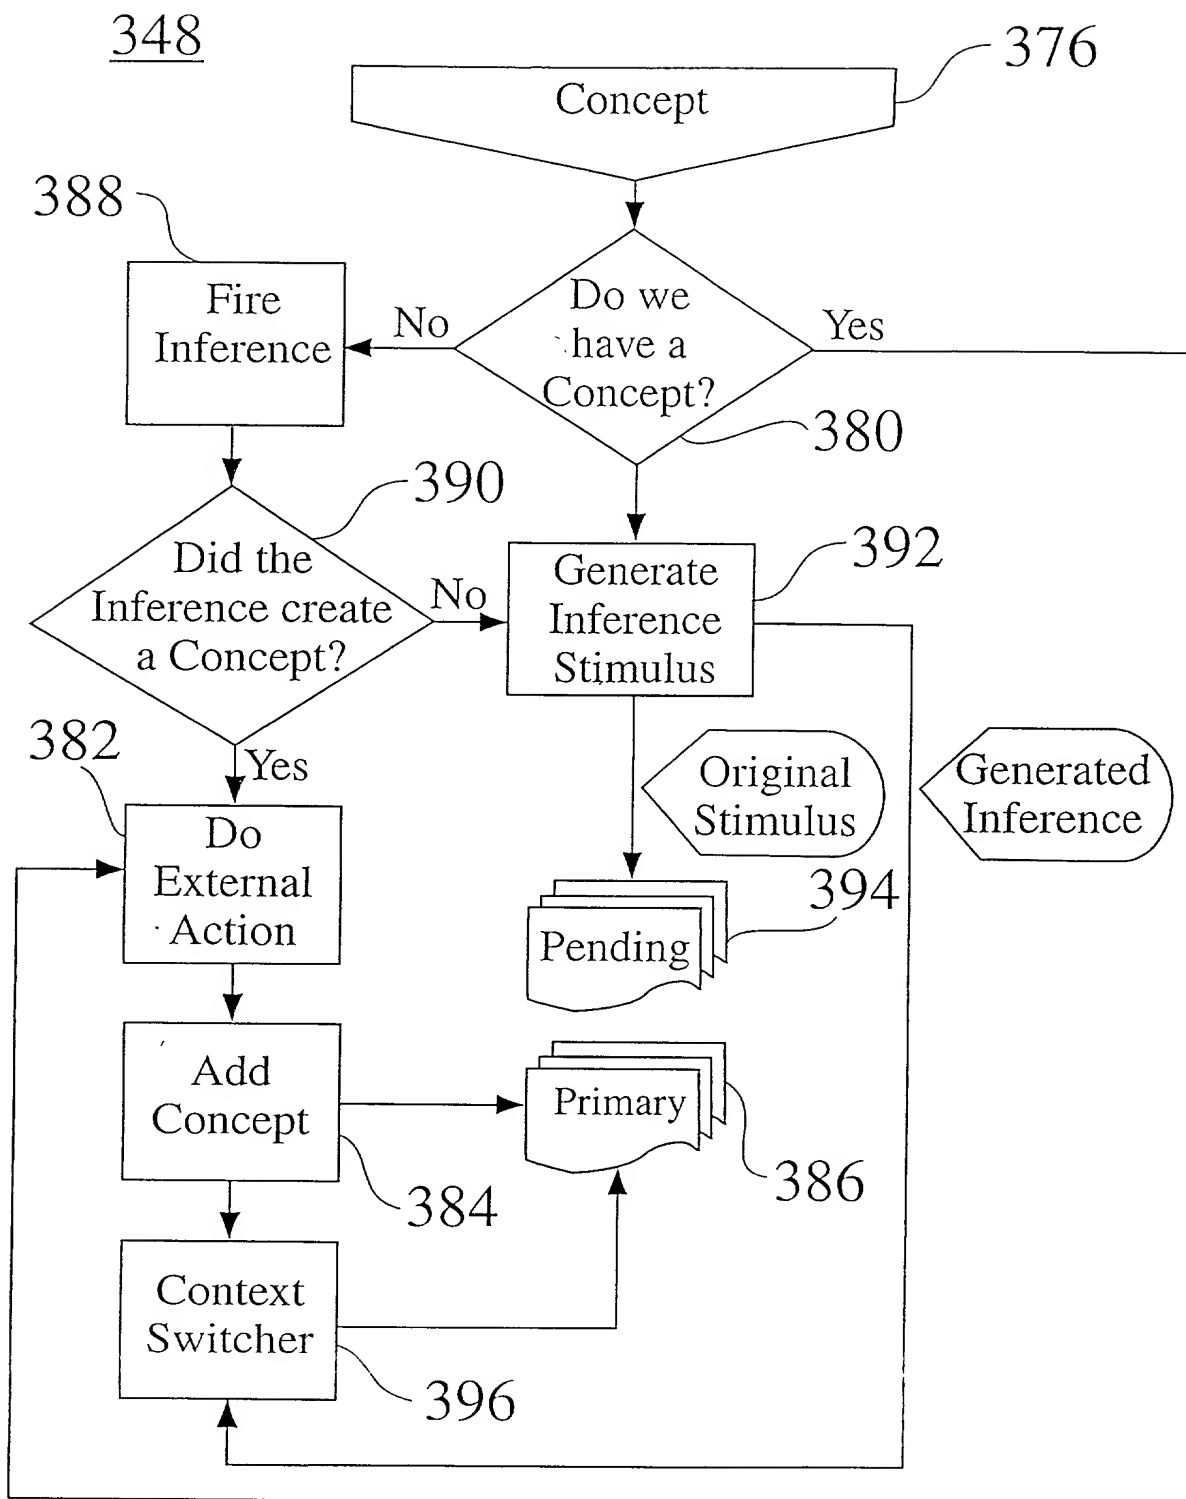 348
376
Concept
388
Fire
Inference
No
Do we
have a
Concept?
Yes
380
390
Did the
Inference create
a Concept?
No
392
Generate
Inference
Stimulus
382
Yes
Original
Stimulus
Generated
Inference
Do
External
Action
394
Pending
Add
Concept
Primary
384
386
Context
Switcher
396